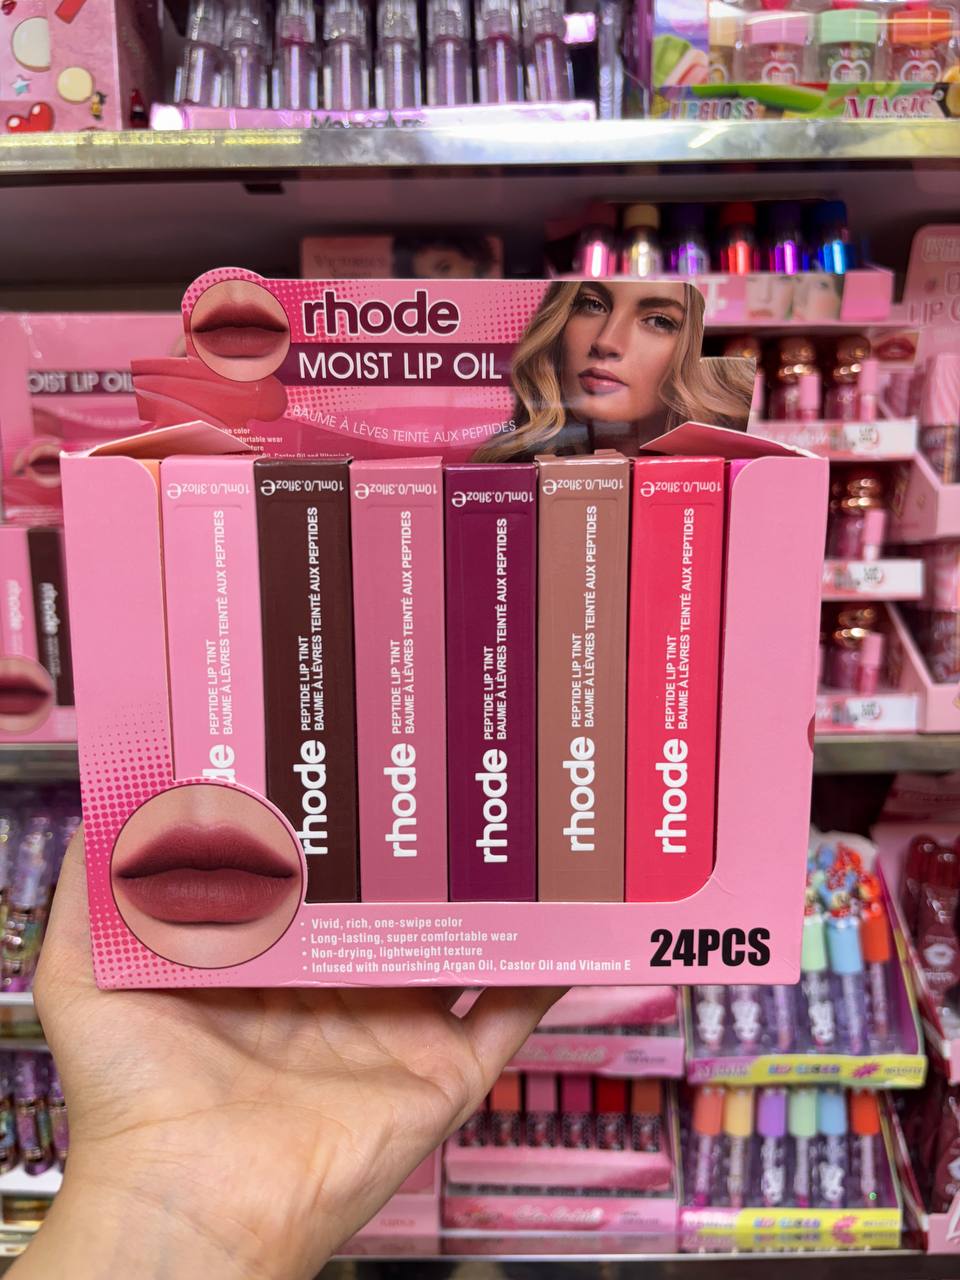 LIPGLOSS
MAGIC
rhode
MOIST LIP OIL
BAUME À LÈVES TEINTÉ AUX PEPTIDES
OIST LIP OIL
color
wear
10mL/0.3floz e
10mL/0.3floz e
10mL/0.3floz e
10mL/0.3floz e
10mL/0.3floz e
10mL/0.3floz e
de PEPTIDE LIP TINT
BAUME À LÈVRES TEINTÉ AUX PEPTIDES
rhode PEPTIDE LIP TINT
BAUME À LÈVRES TEINTÉ AUX PEPTIDES
rhode PEPTIDE LIP TINT
BAUME À LÈVRES TEINTÉ AUX PEPTIDES
rhode PEPTIDE LIP TINT
BAUME À LÈVRES TEINTÉ AUX PEPTIDES
rhode PEPTIDE LIP TINT
BAUME À LÈVRES TEINTÉ AUX PEPTIDES
rhode PEPTIDE LIP TINT
BAUME À LÈVRES TEINTÉ AUX PEPTIDES
rhode
rhode
• Vivid, rich, one-swipe color
• Long-lasting, super comfortable wear
• Non-drying, lightweight texture
• Infused with nourishing Argan Oil, Castor Oil and Vitamin E
24PCS